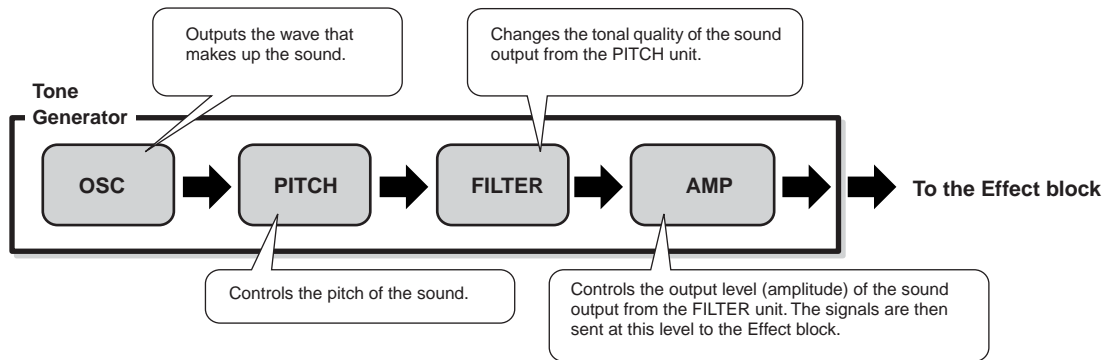 Outputs the wave that
makes up the sound.
Changes the tonal quality of the sound
output from the PITCH unit.
Tone
Generator
OSC
PITCH
FILTER
AMP
To the Effect block
Controls the pitch of the sound.
Controls the output level (amplitude) of the sound
output from the FILTER unit. The signals are then
sent at this level to the Effect block.